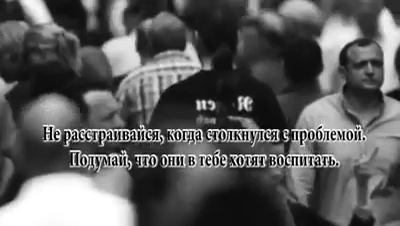 Не расстраивайся, когда столкнулся с проблемой.
Подумай, что они в тебе хотят воспитать.